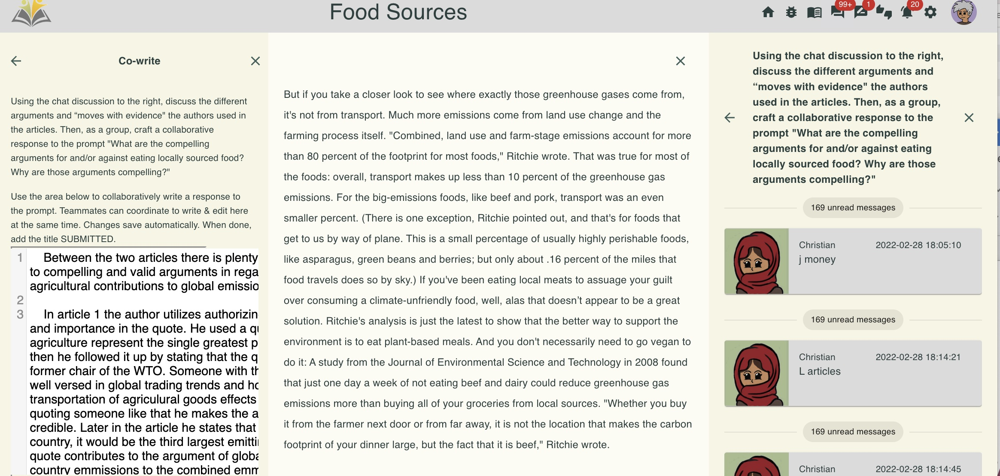 Food Sources
99+
1
20
Co-write
Using the chat discussion to the right, discuss the different
arguments and “moves with evidence" the authors used in
the articles. Then, as a group, craft a collaborative
response to the prompt "What are the compelling
arguments for and/or against eating locally sourced food?
Why are those arguments compelling?"
Use the area below to collaboratively write a response to
the prompt. Teammates can coordinate to write & edit here
at the same time. Changes save automatically. When done,
add the title SUBMITTED.
1 Between the two articles there is plenty
to compelling and valid arguments in rega
agricultural contributions to global emissio
2
3 In article 1 the author utilizes authorizin
and importance in the quote. He used a
agriculture represent the single greatest p
then he followed it up by stating that the q
former chair of the WTO. Someone with th
well versed in global trading trends and ho
transportation of agriculural goods effects
quoting someone like that he makes the a
credible. Later in the article he states that
country, it would be the third largest emitti
quote contributes to the argument of globa
country emmissions to the combined emm
But if you take a closer look to see where exactly those greenhouse gases come from,
it's not from transport. Much more emissions come from land use change and the
farming process itself. "Combined, land use and farm-stage emissions account for more
than 80 percent of the footprint for most foods," Ritchie wrote. That was true for most of
the foods: overall, transport makes up less than 10 percent of the greenhouse gas
emissions. For the big-emissions foods, like beef and pork, transport was an even
smaller percent. (There is one exception, Ritchie pointed out, and that's for foods that
get to us by way of plane. This is a small percentage of usually highly perishable foods,
like asparagus, green beans and berries; but only about .16 percent of the miles that
food travels does so by sky.) If you've been eating local meats to assuage your guilt
over consuming a climate-unfriendly food, well, alas that doesn’t appear to be a great
solution. Ritchie's analysis is just the latest to show that the better way to support the
environment is to eat plant-based meals. And you don't necessarily need to go vegan to
do it: A study from the Journal of Environmental Science and Technology in 2008 found
that just one day a week of not eating beef and dairy could reduce greenhouse gas
emissions more than buying all of your groceries from local sources. "Whether you buy
it from the farmer next door or from far away, it is not the location that makes the carbon
footprint of your dinner large, but the fact that it is beef," Ritchie wrote.
Using the chat discussion to the right,
discuss the different arguments and
“moves with evidence" the authors
used in the articles. Then, as a group,
craft a collaborative response to the
prompt "What are the compelling
arguments for and/or against eating
locally sourced food? Why are those
arguments compelling?"
169 unread messages
Christian 2022-02-28 18:05:10
j money
169 unread messages
Christian 2022-02-28 18:14:21
L articles
169 unread messages
Christian 2022-02-28 18:14:45